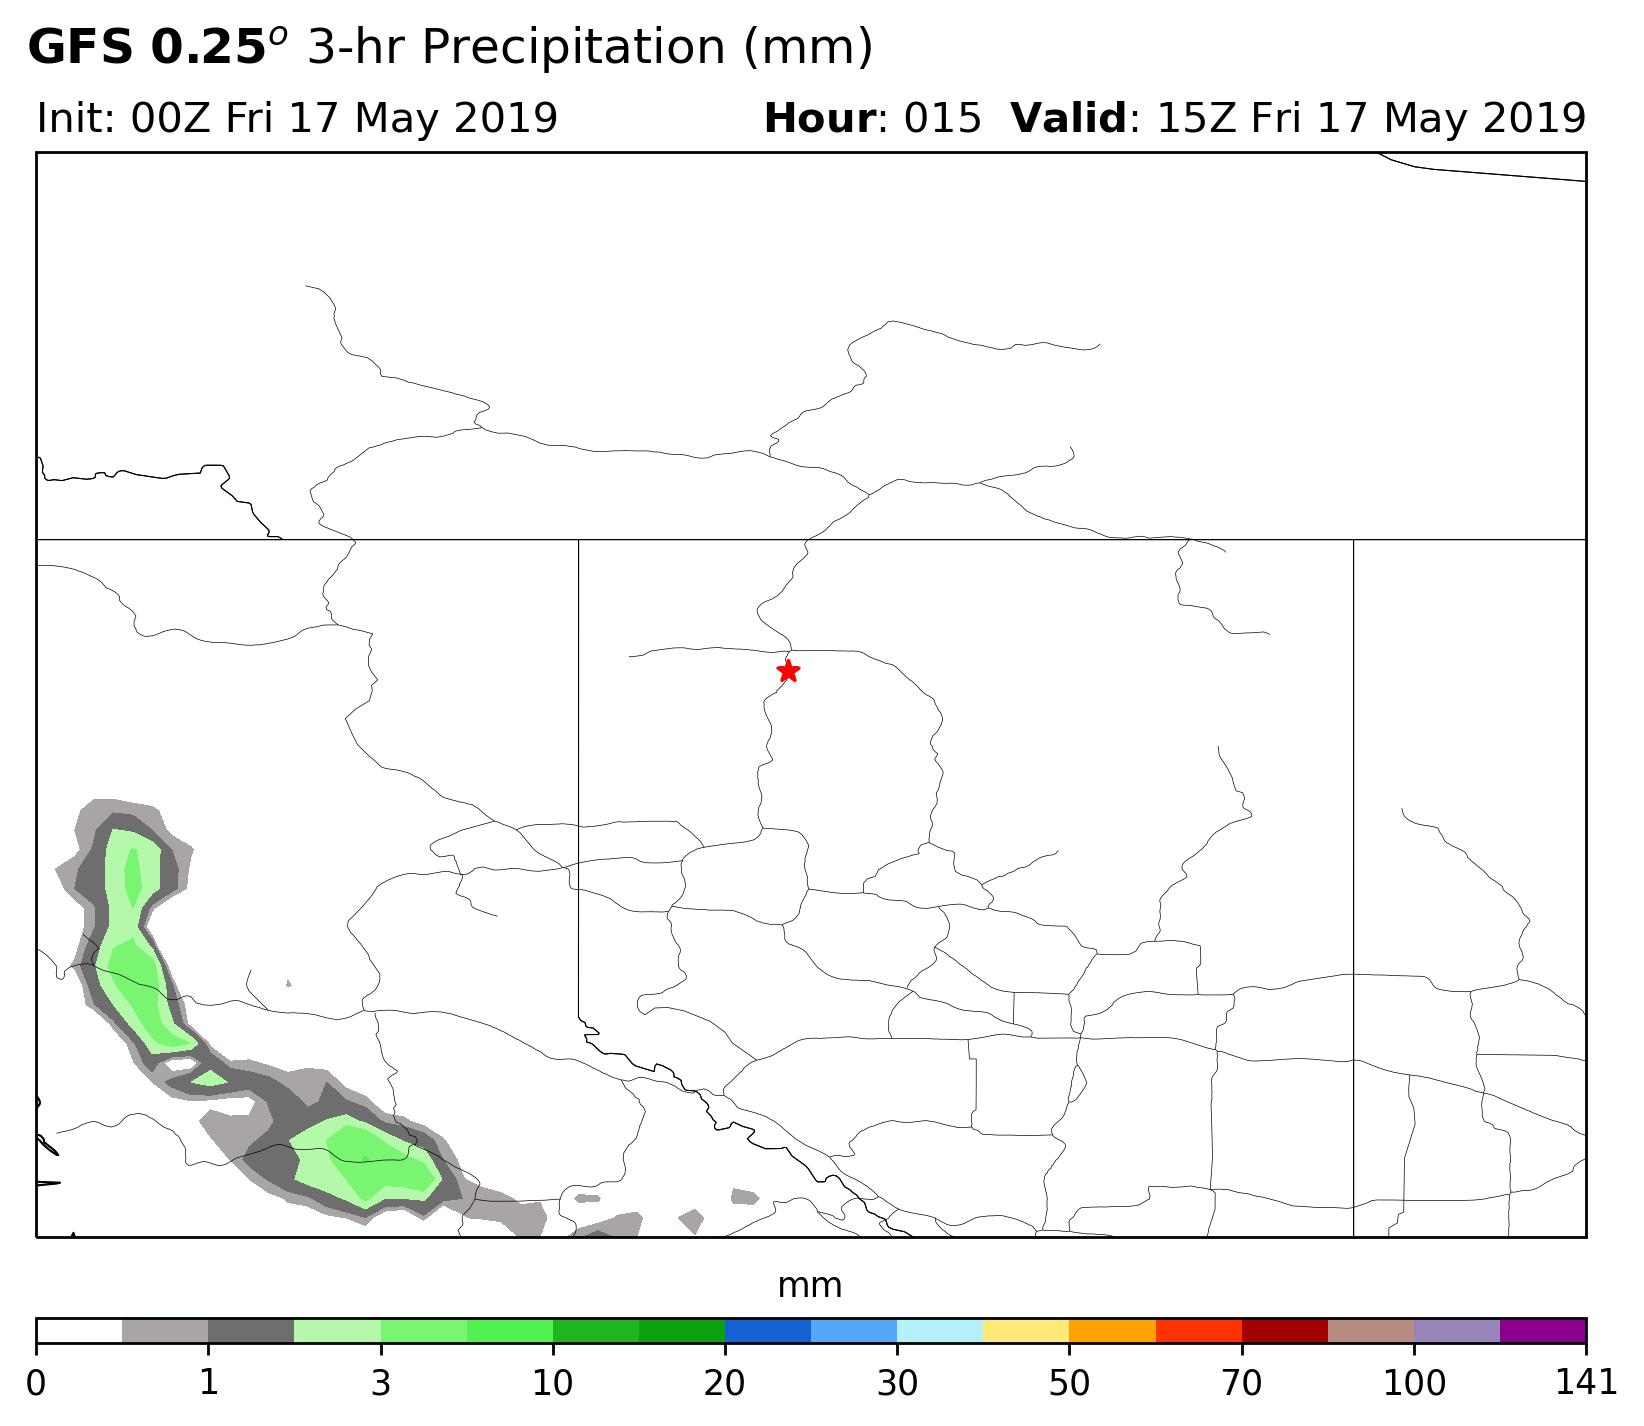 GFS 0.25° 3-hr Precipitation (mm)
Init: 00Z Fri 17 May 2019 Hour: 015 Valid: 15Z Fri 17 May 2019
mm
0 1 3 10 20 30 50 70 100 141